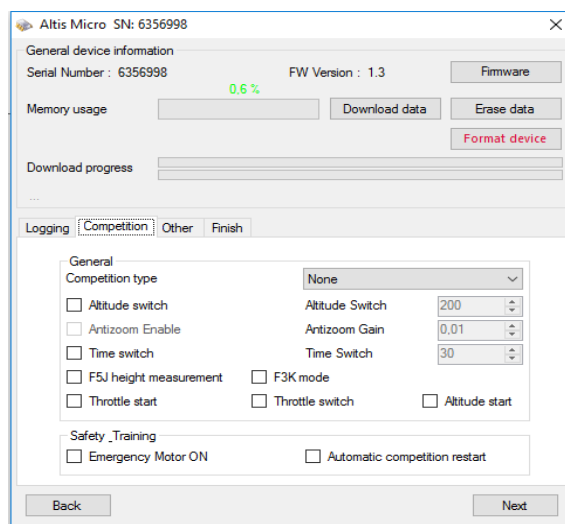 Altis Micro SN: 6356998
General device information
Serial Number : 6356998 FW Version : 1.3 Firmware
0,6 %
Memory usage Download data Erase data
Format device
Download progress
...
Logging Competition Other Finish
General
Competition type None
Altitude switch Altitude Switch 200
Antizoom Enable Antizoom Gain 0,01
Time switch Time Switch 30
F5J height measurement F3K mode
Throttle start Throttle switch Altitude start
Safety _Training
Emergency Motor ON Automatic competition restart
Back Next